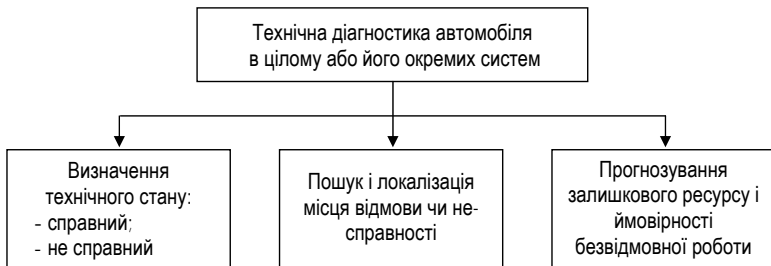 Технічна діагностика автомобіля
в цілому або його окремих систем
Визначення
технічного стану:
- справний;
- не справний
Пошук і локалізація
місця відмови чи не-
справності
Прогнозування
залишкового ресурсу і
ймовірності
безвідмовної роботи